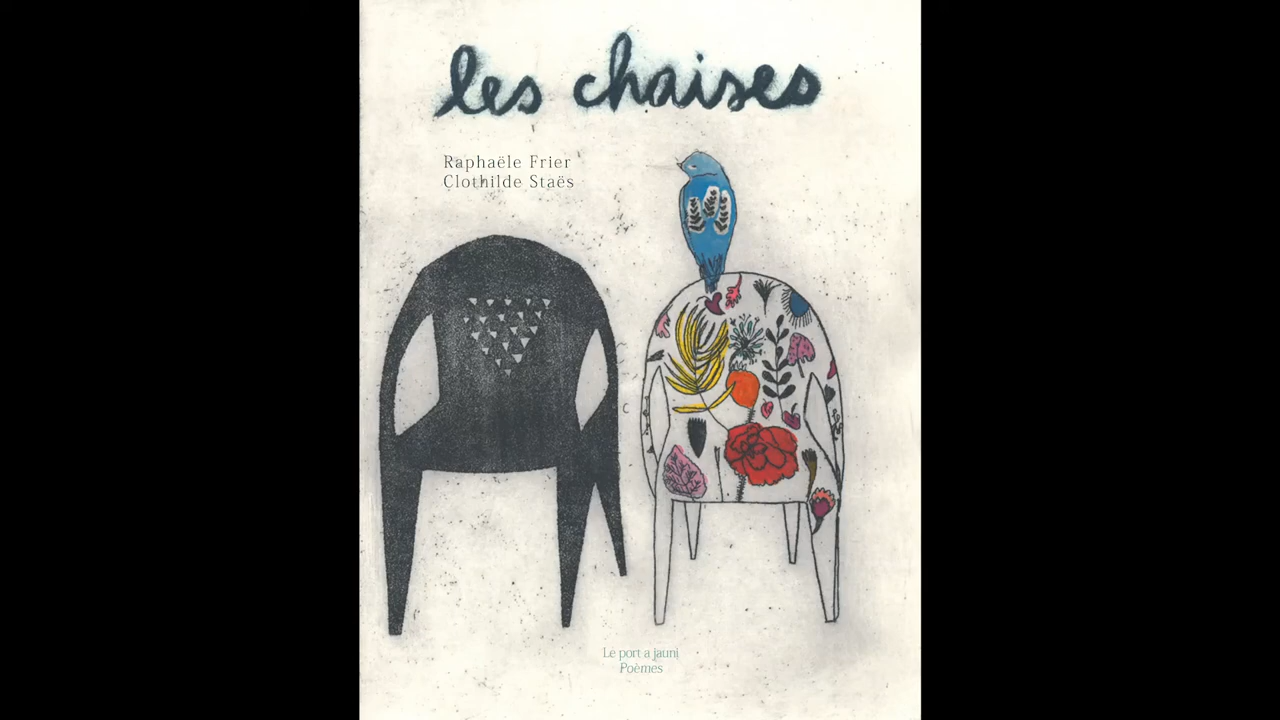 les chaises
Raphaële Frier
Clothilde Staës
Le port a jauni
Poèmes